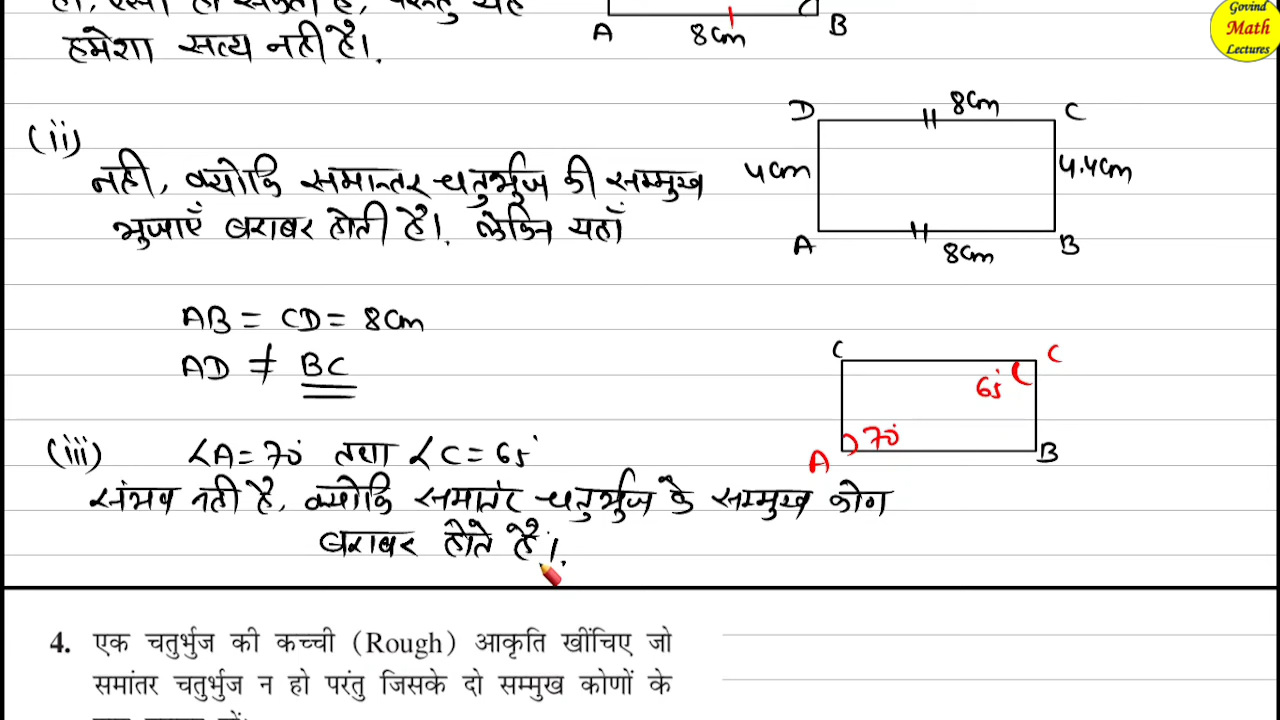 हमेशा सत्य नही है।
A 8cm B
Govind
Math
Lectures
(ii)
नही, क्योकि समान्तर चतुर्भुज की सम्मुख
भुजाएँ बराबर होती है। लेकिन यहाँ
D 8cm C
4cm 4.4cm
A 8cm B
AB = CD = 8cm
AD ≠ BC
C C
65°
A 70° B
(iii) ∠A = 70° तथा ∠C = 65°
संभव नही है, क्योकि समातंर चतुर्भुज के सम्मुख कोण
बराबर होते है।
4. एक चतुर्भुज की कच्ची (Rough) आकृति खींचिए जो
समांतर चतुर्भुज न हो परंतु जिसके दो सम्मुख कोणों के